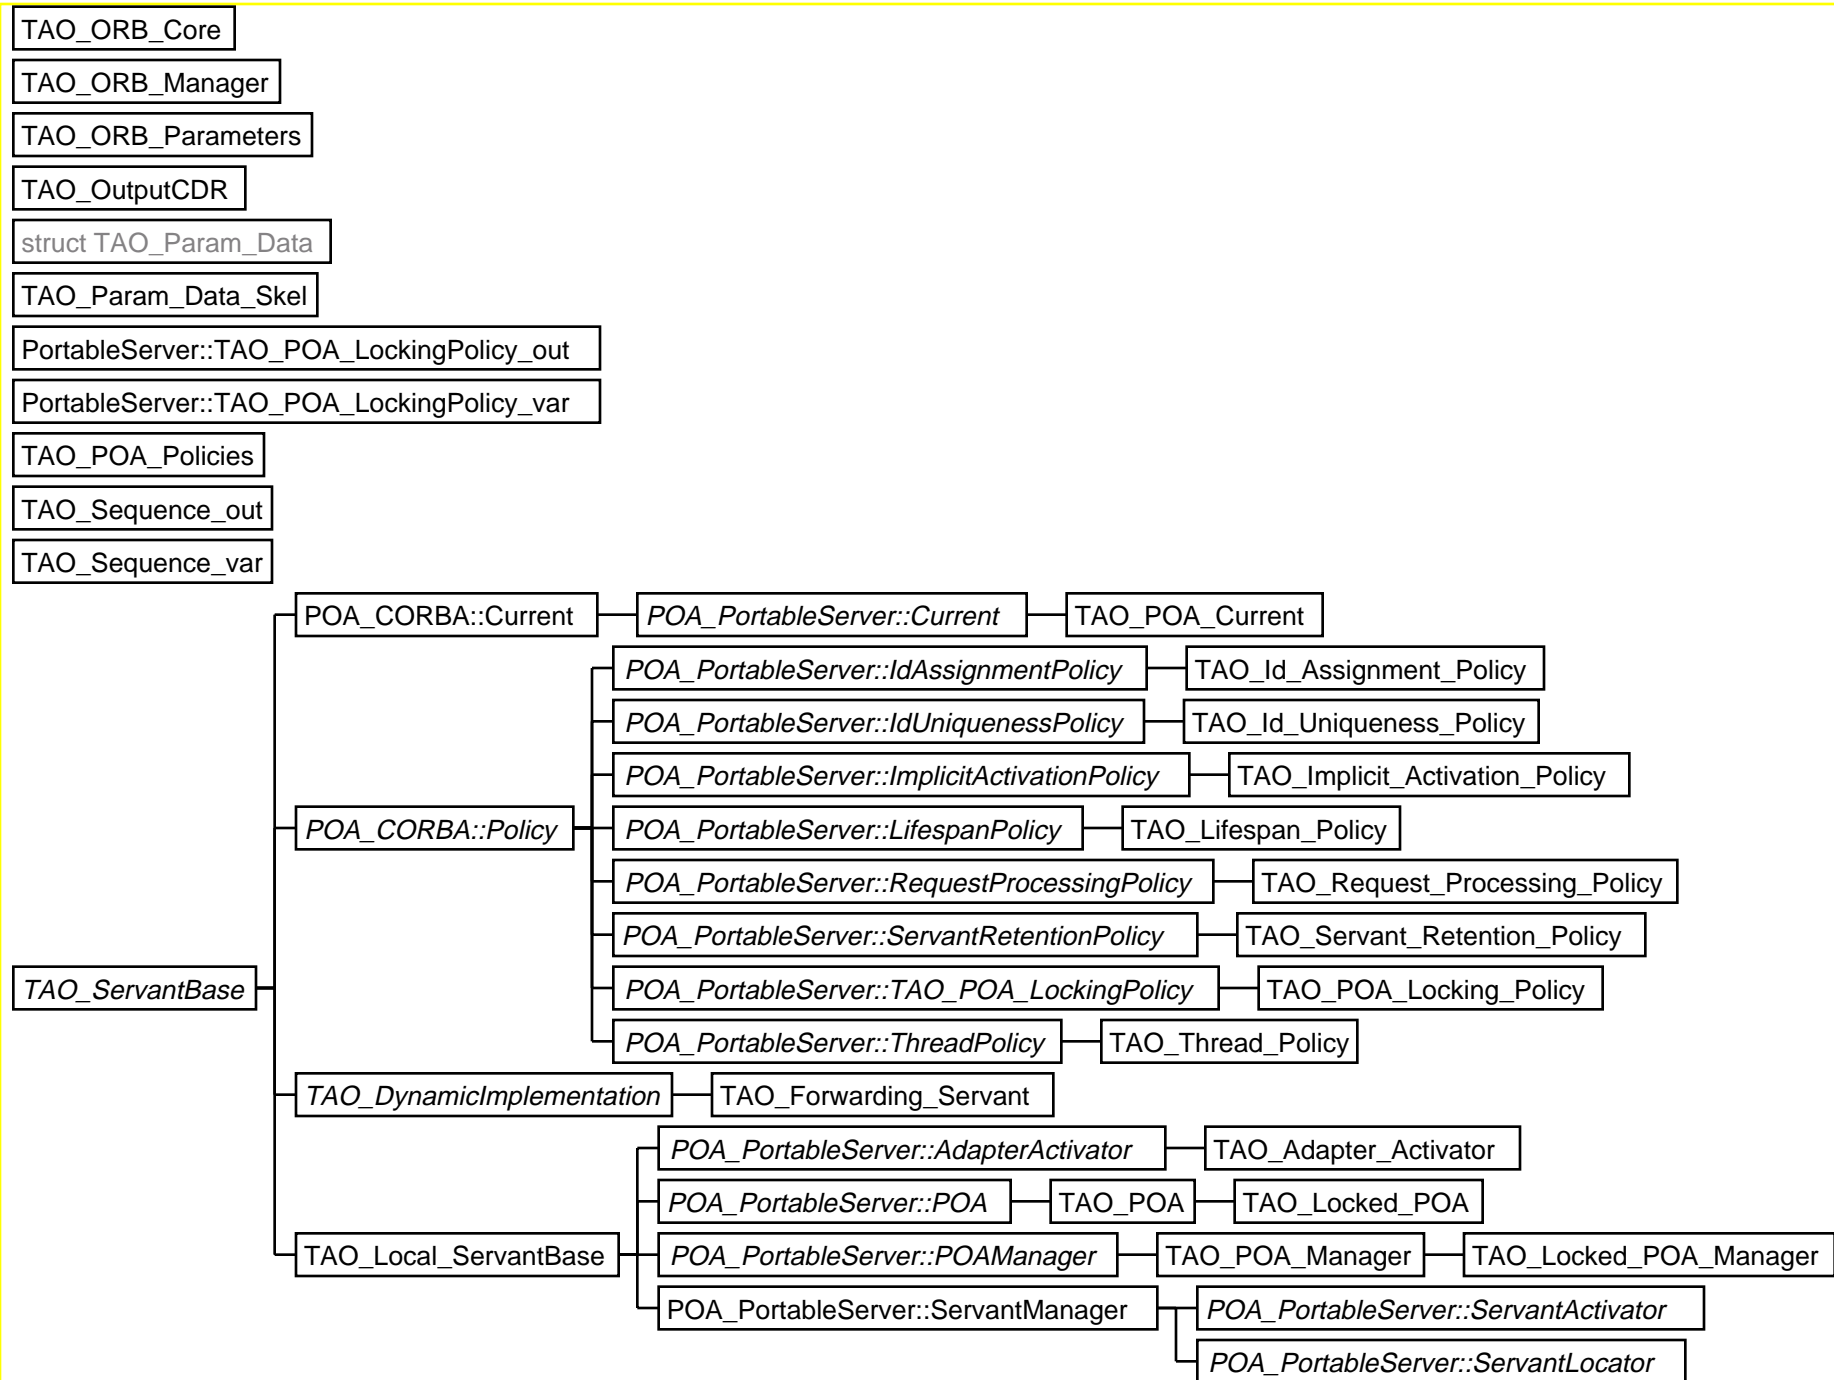 TAO_ORB_Core
TAO_ORB_Manager
TAO_ORB_Parameters
TAO_OutputCDR
struct TAO_Param_Data
TAO_Param_Data_Skel
PortableServer::TAO_POA_LockingPolicy_out
PortableServer::TAO_POA_LockingPolicy_var
TAO_POA_Policies
TAO_Sequence_out
TAO_Sequence_var
POA_CORBA::Current POA_PortableServer::Current TAO_POA_Current
POA_PortableServer::IdAssignmentPolicy TAO_Id_Assignment_Policy
POA_PortableServer::IdUniquenessPolicy TAO_Id_Uniqueness_Policy
POA_PortableServer::ImplicitActivationPolicy TAO_Implicit_Activation_Policy
POA_CORBA::Policy POA_PortableServer::LifespanPolicy TAO_Lifespan_Policy
POA_PortableServer::RequestProcessingPolicy TAO_Request_Processing_Policy
POA_PortableServer::ServantRetentionPolicy TAO_Servant_Retention_Policy
TAO_ServantBase POA_PortableServer::TAO_POA_LockingPolicy TAO_POA_Locking_Policy
POA_PortableServer::ThreadPolicy TAO_Thread_Policy
TAO_DynamicImplementation TAO_Forwarding_Servant
POA_PortableServer::AdapterActivator TAO_Adapter_Activator
POA_PortableServer::POA TAO_POA TAO_Locked_POA
TAO_Local_ServantBase POA_PortableServer::POAManager TAO_POA_Manager TAO_Locked_POA_Manager
POA_PortableServer::ServantManager POA_PortableServer::ServantActivator
POA_PortableServer::ServantLocator